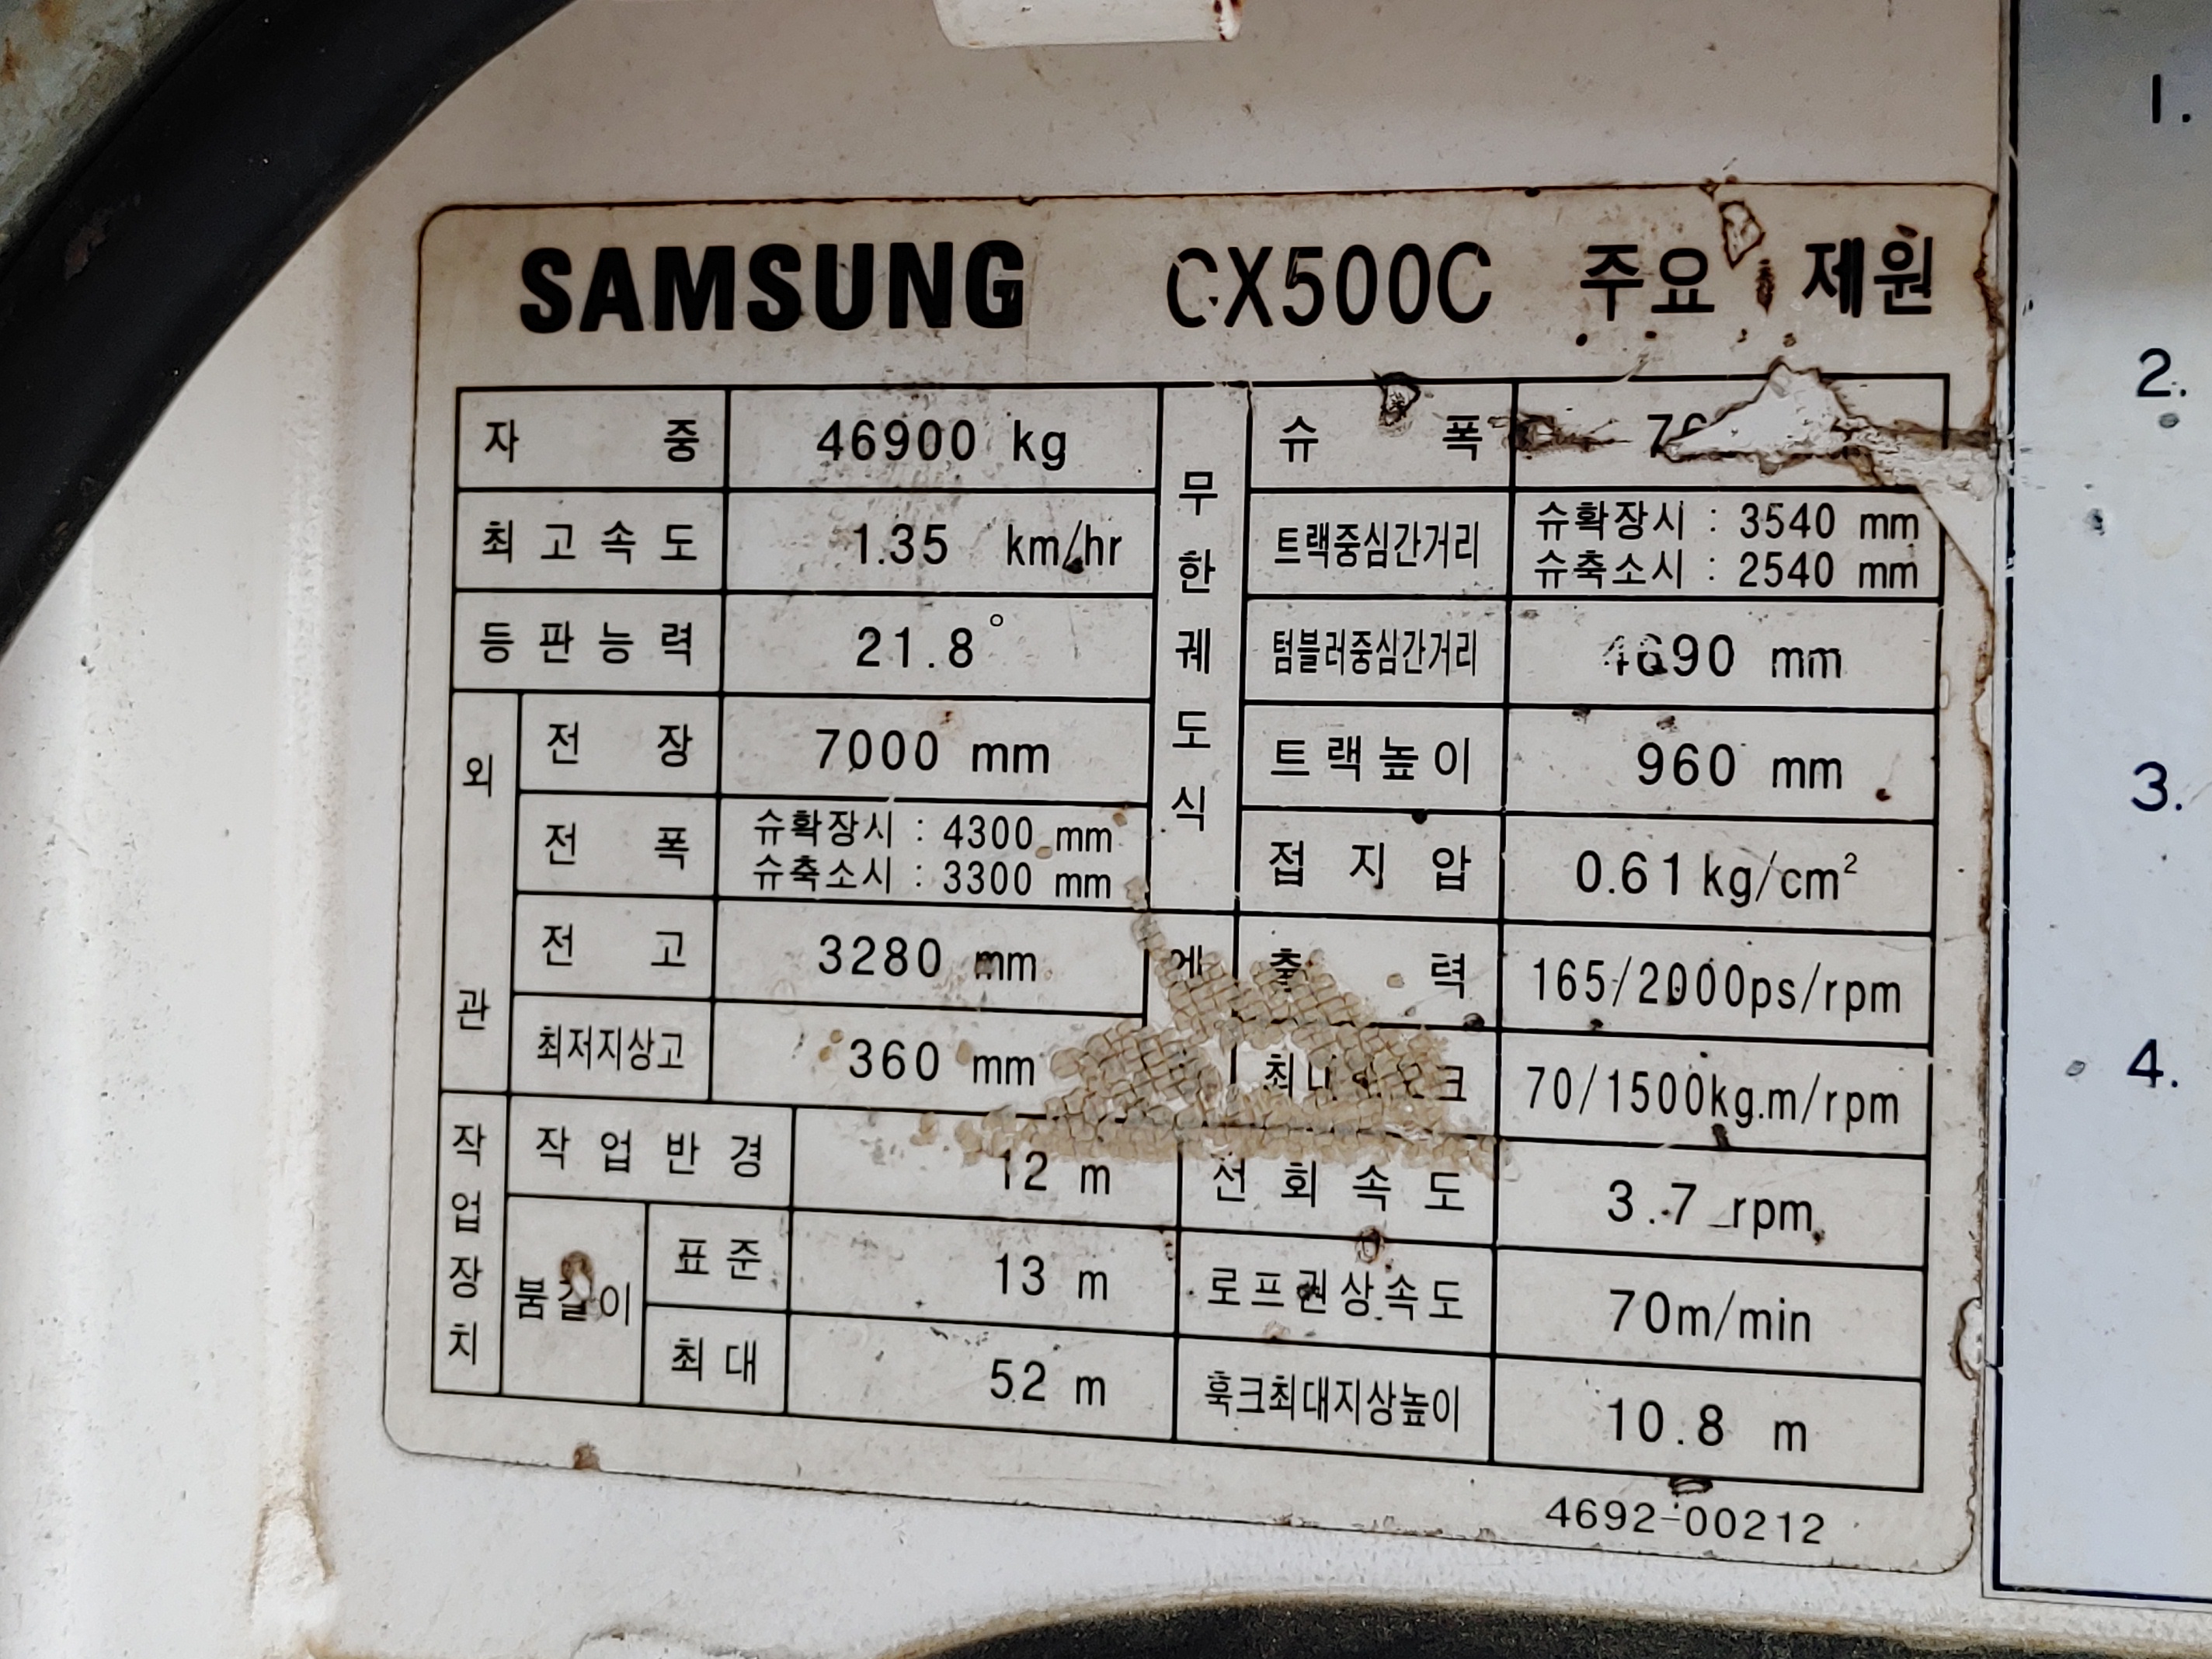 SAMSUNG CX500C 주요 제원
자 중 46900 kg
최고속도 1.35 km/hr
등판능력 21.8°
외관
전 장 7000 mm
전 폭 슈확장시 : 4300 mm
슈축소시 : 3300 mm
전 고 3280 mm
최저지상고 360 mm
작업장치
작업반경 12 m
붐길이
표준 13 m
최대 52 m
무한궤도식
슈 폭
트랙중심간거리 슈확장시 : 3540 mm
슈축소시 : 2540 mm
텀블러중심간거리 4690 mm
트랙높이 960 mm
접지압 0.61 kg/cm²
출 력 165/2000ps/rpm
70/1500kg.m/rpm
선회속도 3.7 rpm
로프권상속도 70m/min
훅크최대지상높이 10.8 m
4692-00212
1.
2.
3.
4.